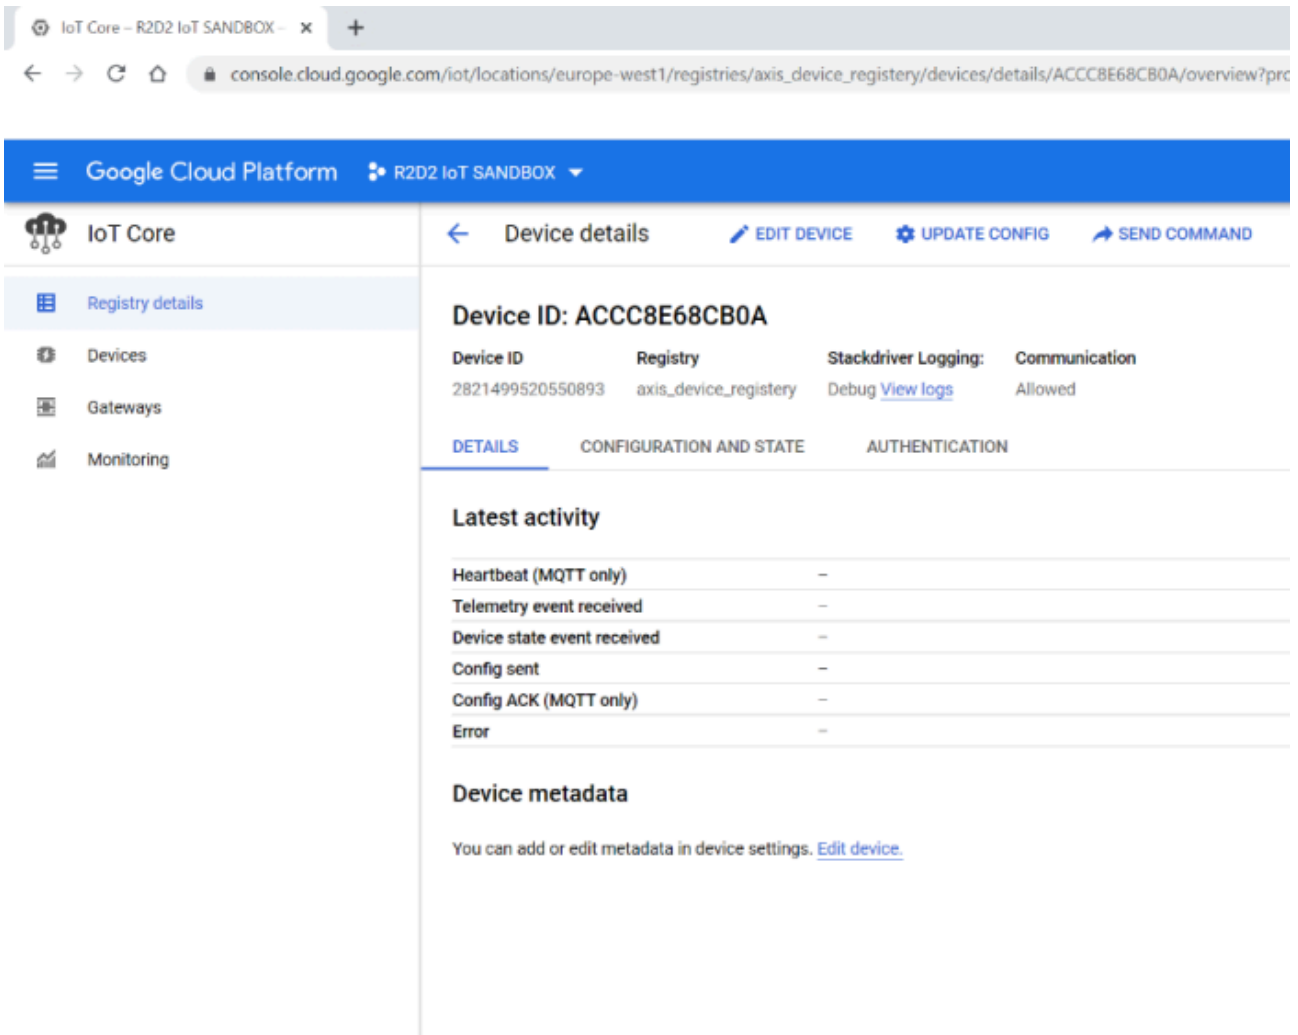 IoT Core – R2D2 IoT SANDBOX –
console.cloud.google.com/iot/locations/europe-west1/registries/axis_device_registery/devices/details/ACCC8E68CB0A/overview?pro
Google Cloud Platform R2D2 IoT SANDBOX
IoT Core
Device details EDIT DEVICE UPDATE CONFIG SEND COMMAND
Registry details
Devices
Gateways
Monitoring
Device ID: ACCC8E68CB0A
Device ID Registry Stackdriver Logging: Communication
2821499520550893 axis_device_registery Debug View logs Allowed
DETAILS CONFIGURATION AND STATE AUTHENTICATION
Latest activity
Heartbeat (MQTT only) –
Telemetry event received –
Device state event received –
Config sent –
Config ACK (MQTT only) –
Error –
Device metadata
You can add or edit metadata in device settings. Edit device.